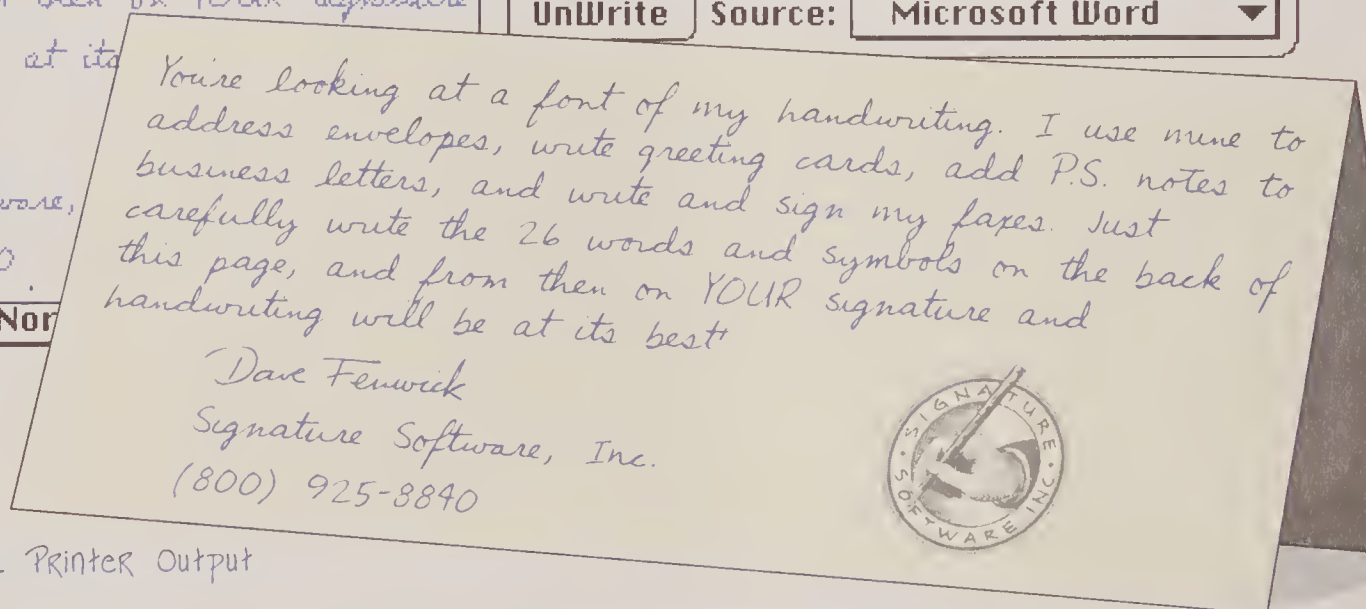 YOUR signature
UnWrite Source: Microsoft Word
at its
You're looking at a font of my handwriting. I use mine to
address envelopes, write greeting cards, add P.S. notes to
business letters, and write and sign my faxes. Just
carefully write the 26 words and symbols on the back of
this page, and from then on YOUR signature and
handwriting will be at its best!
Dave Fenwick
Signature Software, Inc.
(800) 925-8840
SIGNATURE • SOFTWARE INC. •
Nor
Printer Output